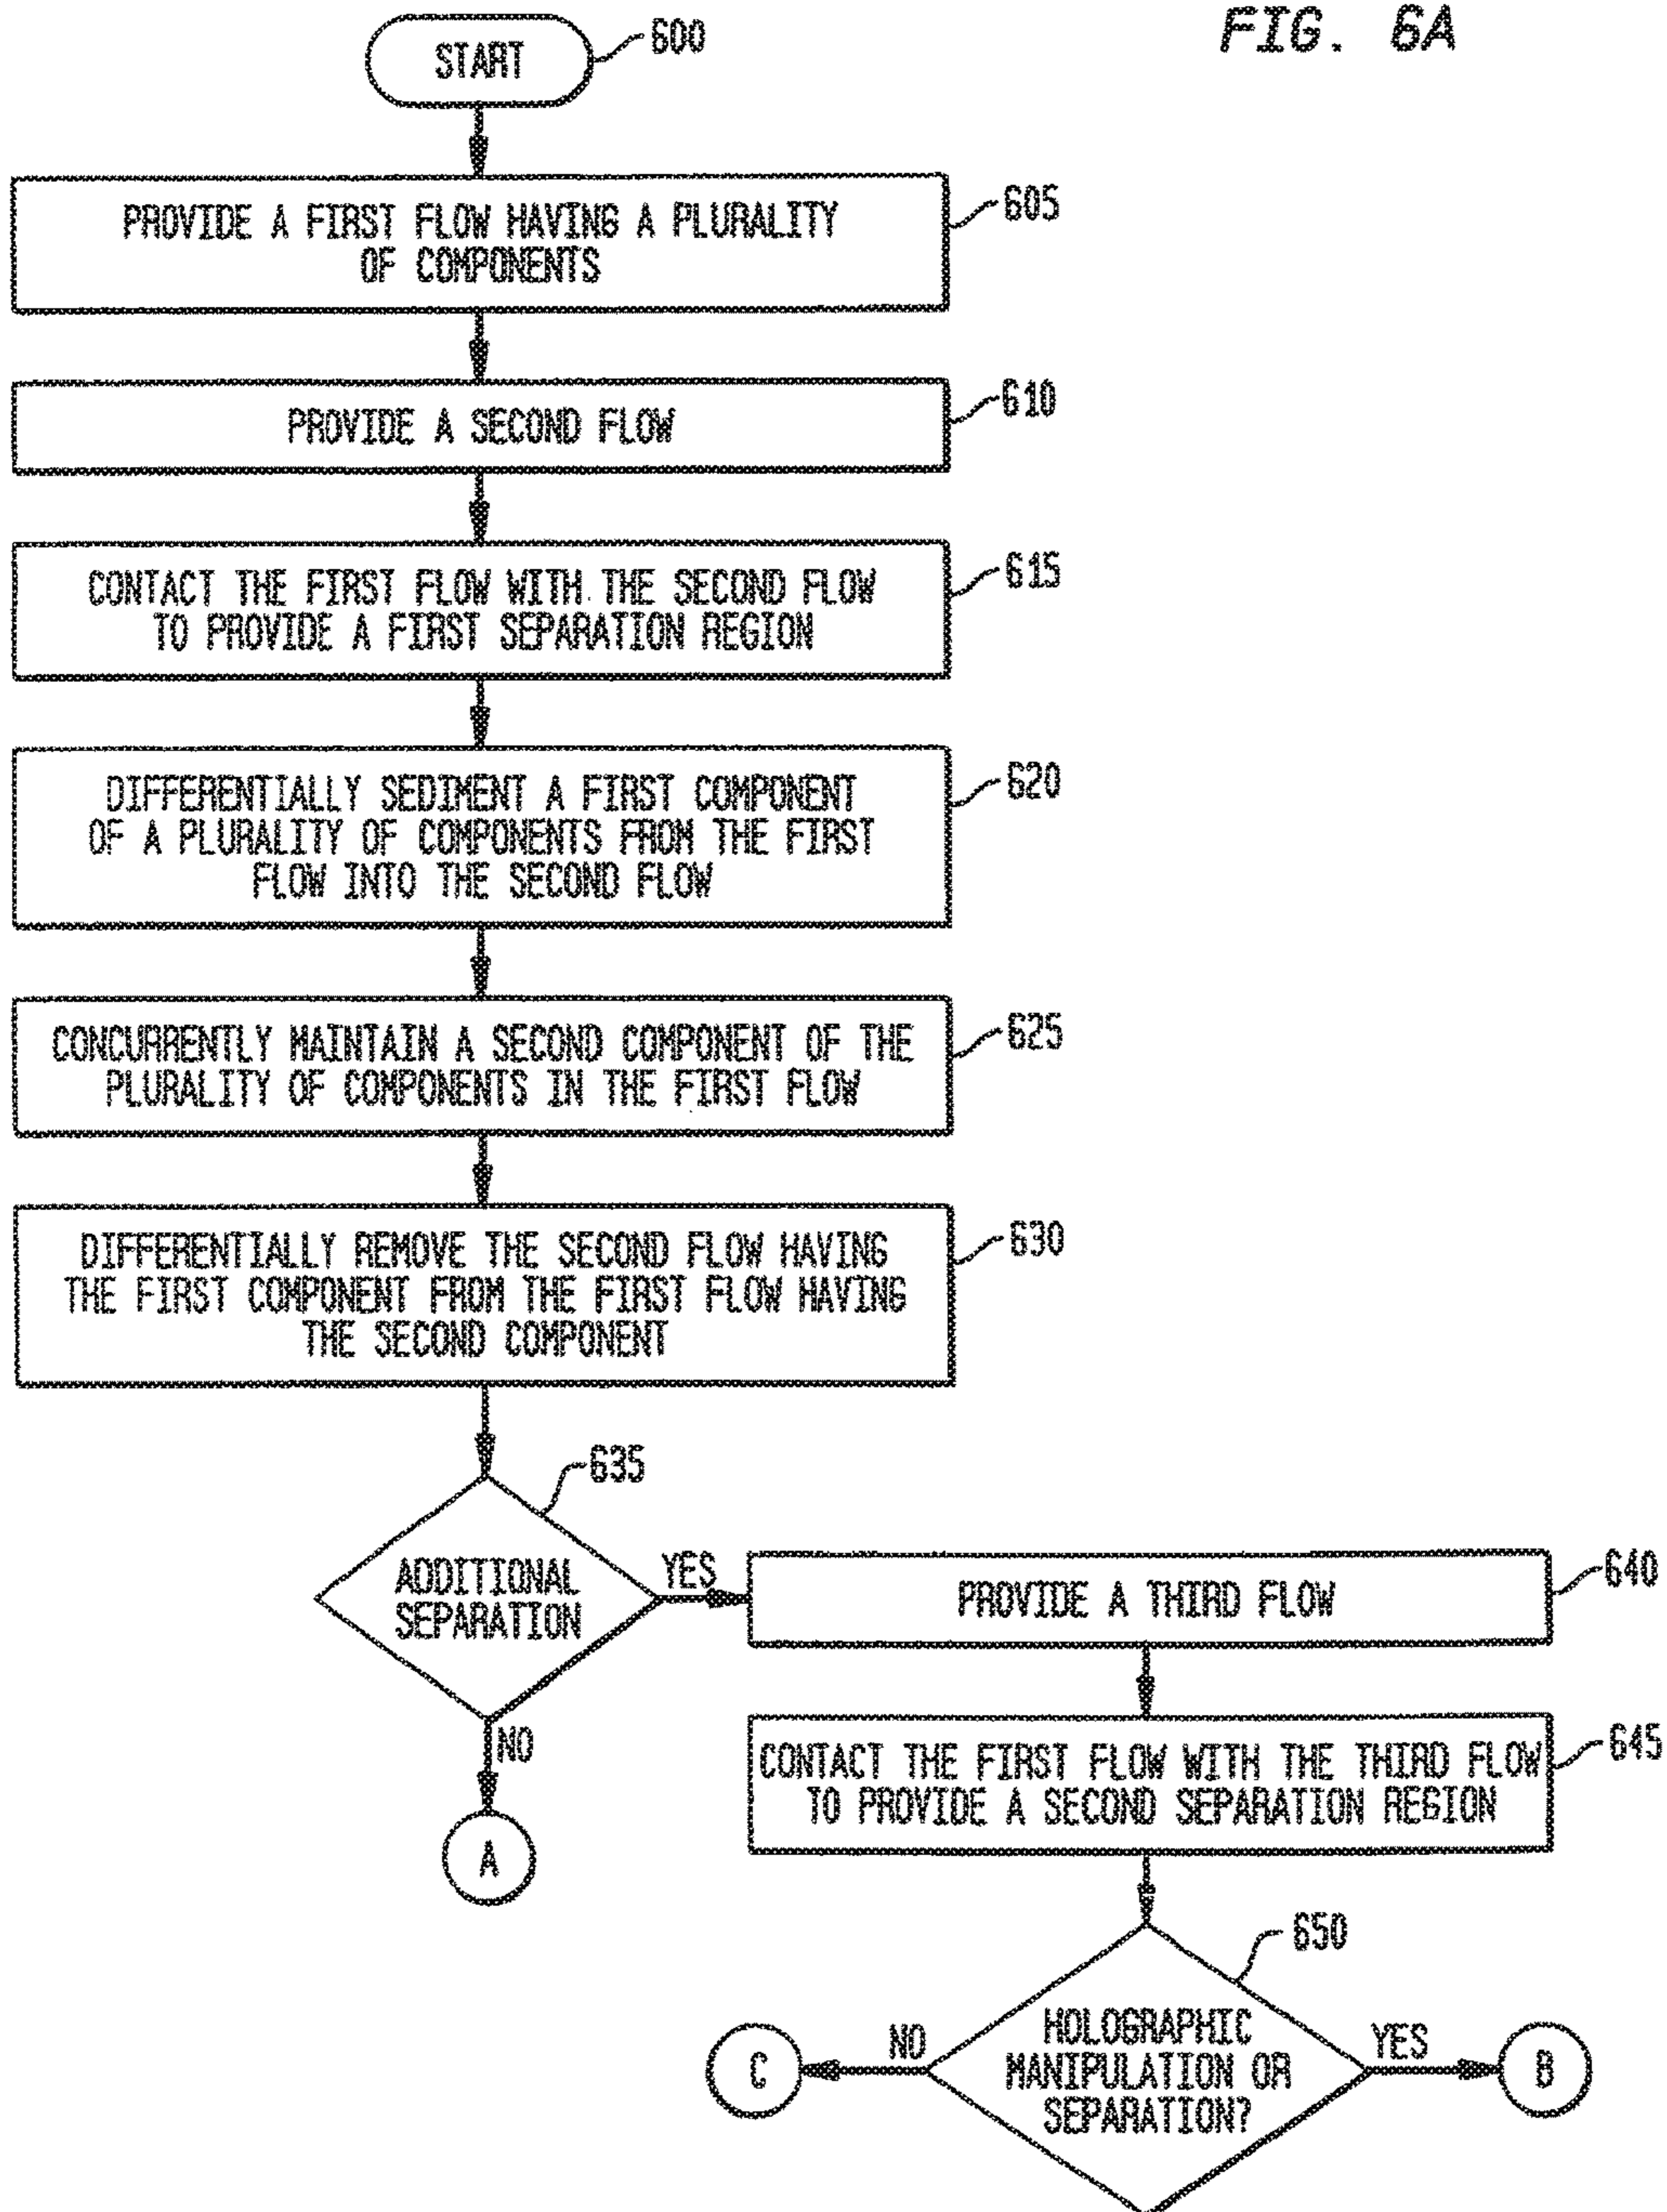 FIG. 6A
START
600
PROVIDE A FIRST FLOW HAVING A PLURALITY
OF COMPONENTS
605
PROVIDE A SECOND FLOW
610
CONTACT THE FIRST FLOW WITH THE SECOND FLOW
TO PROVIDE A FIRST SEPARATION REGION
615
DIFFERENTIALLY SEDIMENT A FIRST COMPONENT
OF A PLURALITY OF COMPONENTS FROM THE FIRST
FLOW INTO THE SECOND FLOW
620
CONCURRENTLY MAINTAIN A SECOND COMPONENT OF THE
PLURALITY OF COMPONENTS IN THE FIRST FLOW
625
DIFFERENTIALLY REMOVE THE SECOND FLOW HAVING
THE FIRST COMPONENT FROM THE FIRST FLOW HAVING
THE SECOND COMPONENT
630
635
ADDITIONAL
SEPARATION
YES
NO
A
PROVIDE A THIRD FLOW
640
CONTACT THE FIRST FLOW WITH THE THIRD FLOW
TO PROVIDE A SECOND SEPARATION REGION
645
650
HOLOGRAPHIC
MANIPULATION OR
SEPARATION?
NO
C
YES
B